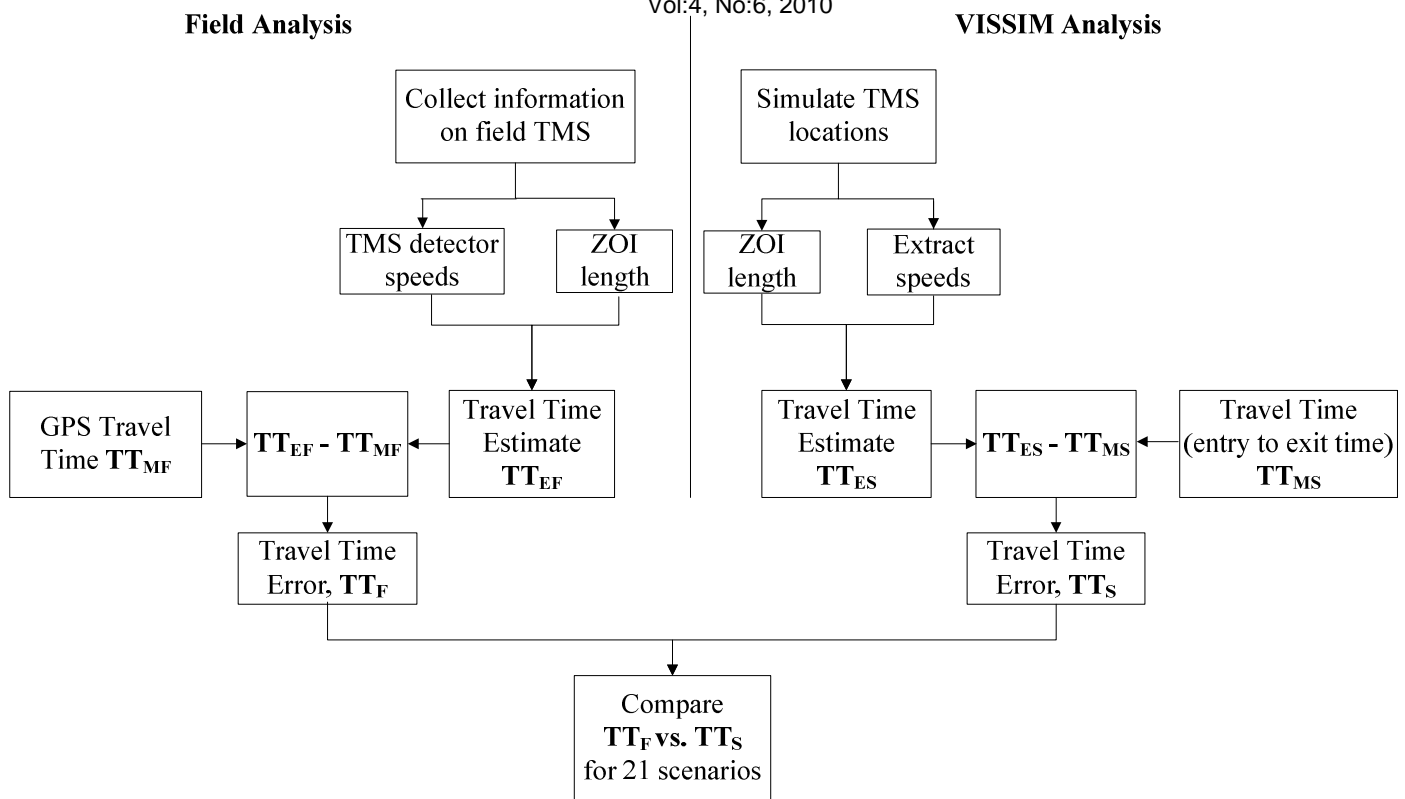 Vol:4, No:6, 2010
Field Analysis
VISSIM Analysis
Collect information
on field TMS
Simulate TMS
locations
TMS detector
speeds
ZOI
length
ZOI
length
Extract
speeds
GPS Travel
Time TTMF
TTEF - TTMF
Travel Time
Estimate
TTEF
Travel Time
Estimate
TTES
TTES - TTMS
Travel Time
(entry to exit time)
TTMS
Travel Time
Error, TTF
Travel Time
Error, TTS
Compare
TTF vs. TTS
for 21 scenarios